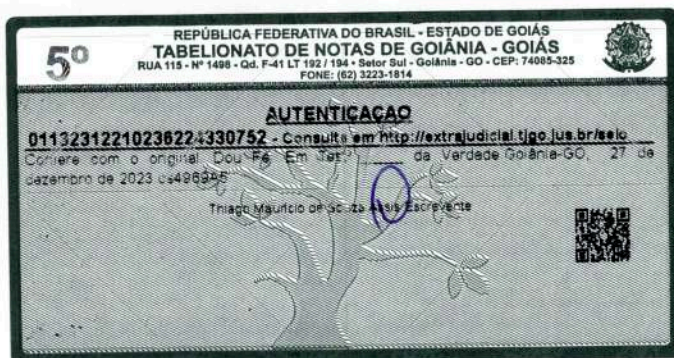 REPÚBLICA FEDERATIVA DO BRASIL - ESTADO DE GOIÁS
5º TABELIONATO DE NOTAS DE GOIÂNIA - GOIÁS
RUA 115 - Nº 1498 - Qd. F-41 LT 192 / 194 • Setor Sul - Goiânia - GO - CEP: 74085-325
FONE: (62) 3223-1814
AUTENTICAÇÃO
01132312210236224330752 - Consulte em http://extrajudicial.tjgo.jus.br/selo
Confere com o original Dou Fé. Em Test° ____ da Verdade Goiânia-GO, 27 de
dezembro de 2023
Thiago Mauricio de Souza Assis Escrevente